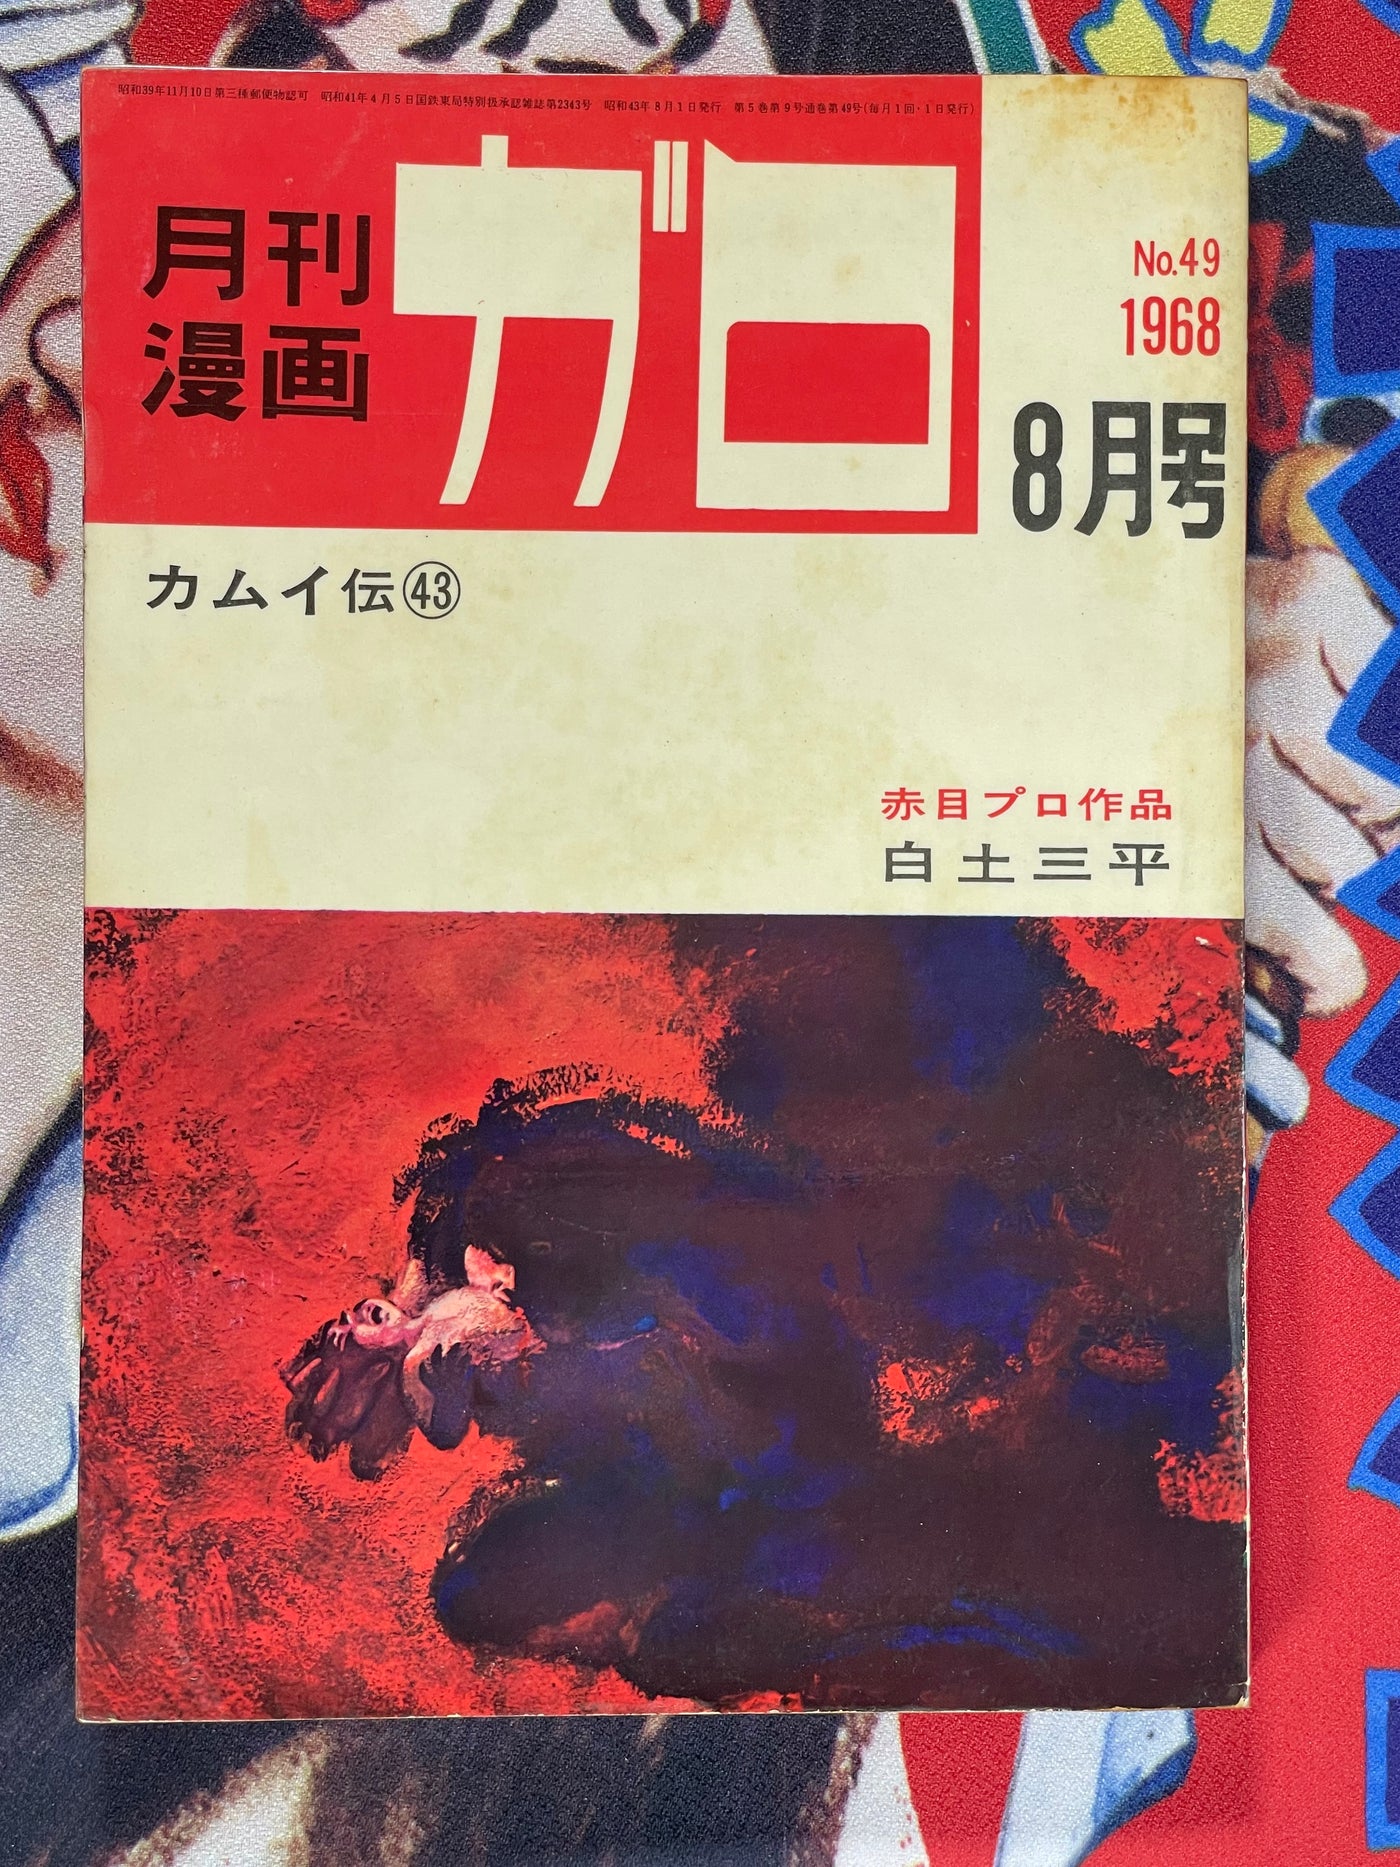 昭和39年11月10日第三種郵便物認可 昭和41年4月5日国鉄東局特別扱承認雑誌第2343号 昭和43年8月1日発行 第5巻第9号通巻第49号(毎月1回・1日発行)
月刊
漫画
ガロ
No.49
1968
8月号
カムイ伝㊸
赤目プロ作品
白土三平